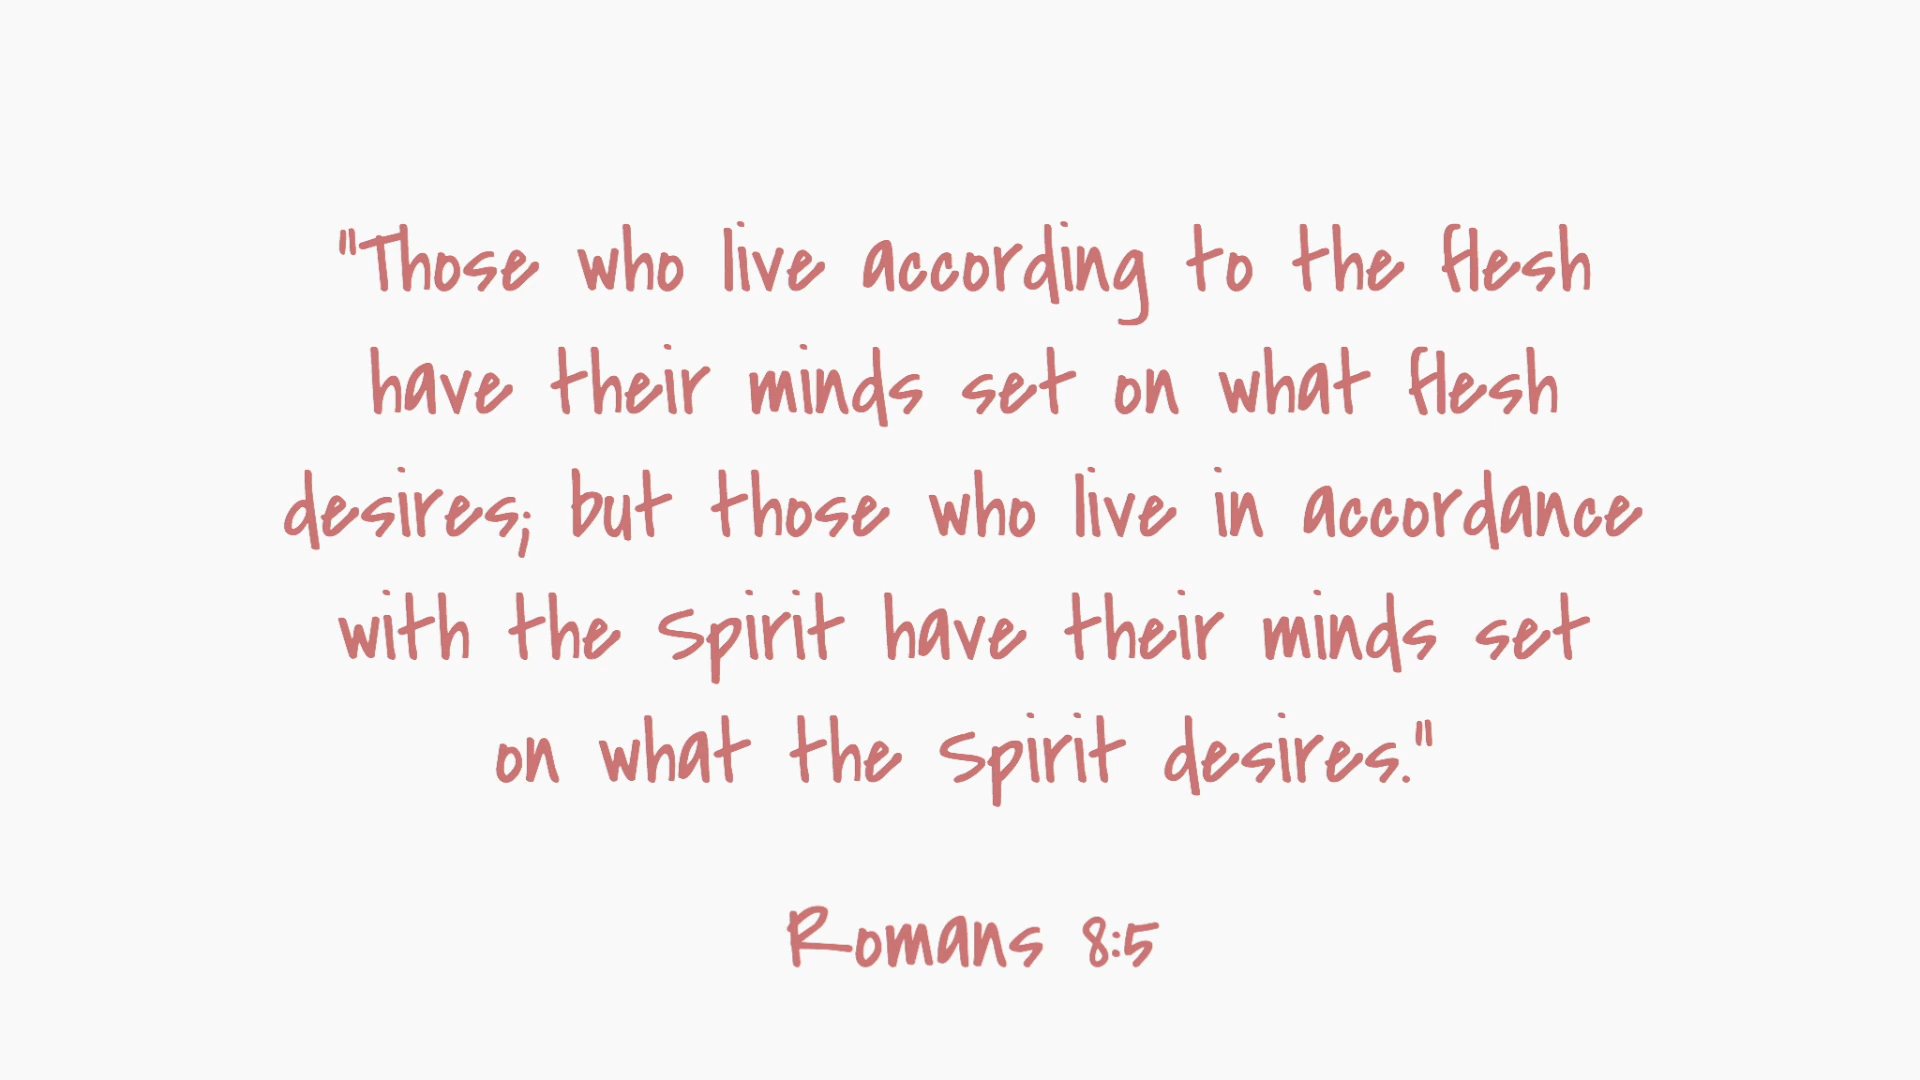 "Those who live according to the flesh
have their minds set on what flesh
desires; but those who live in accordance
with the Spirit have their minds set
on what the Spirit desires."
Romans 8:5